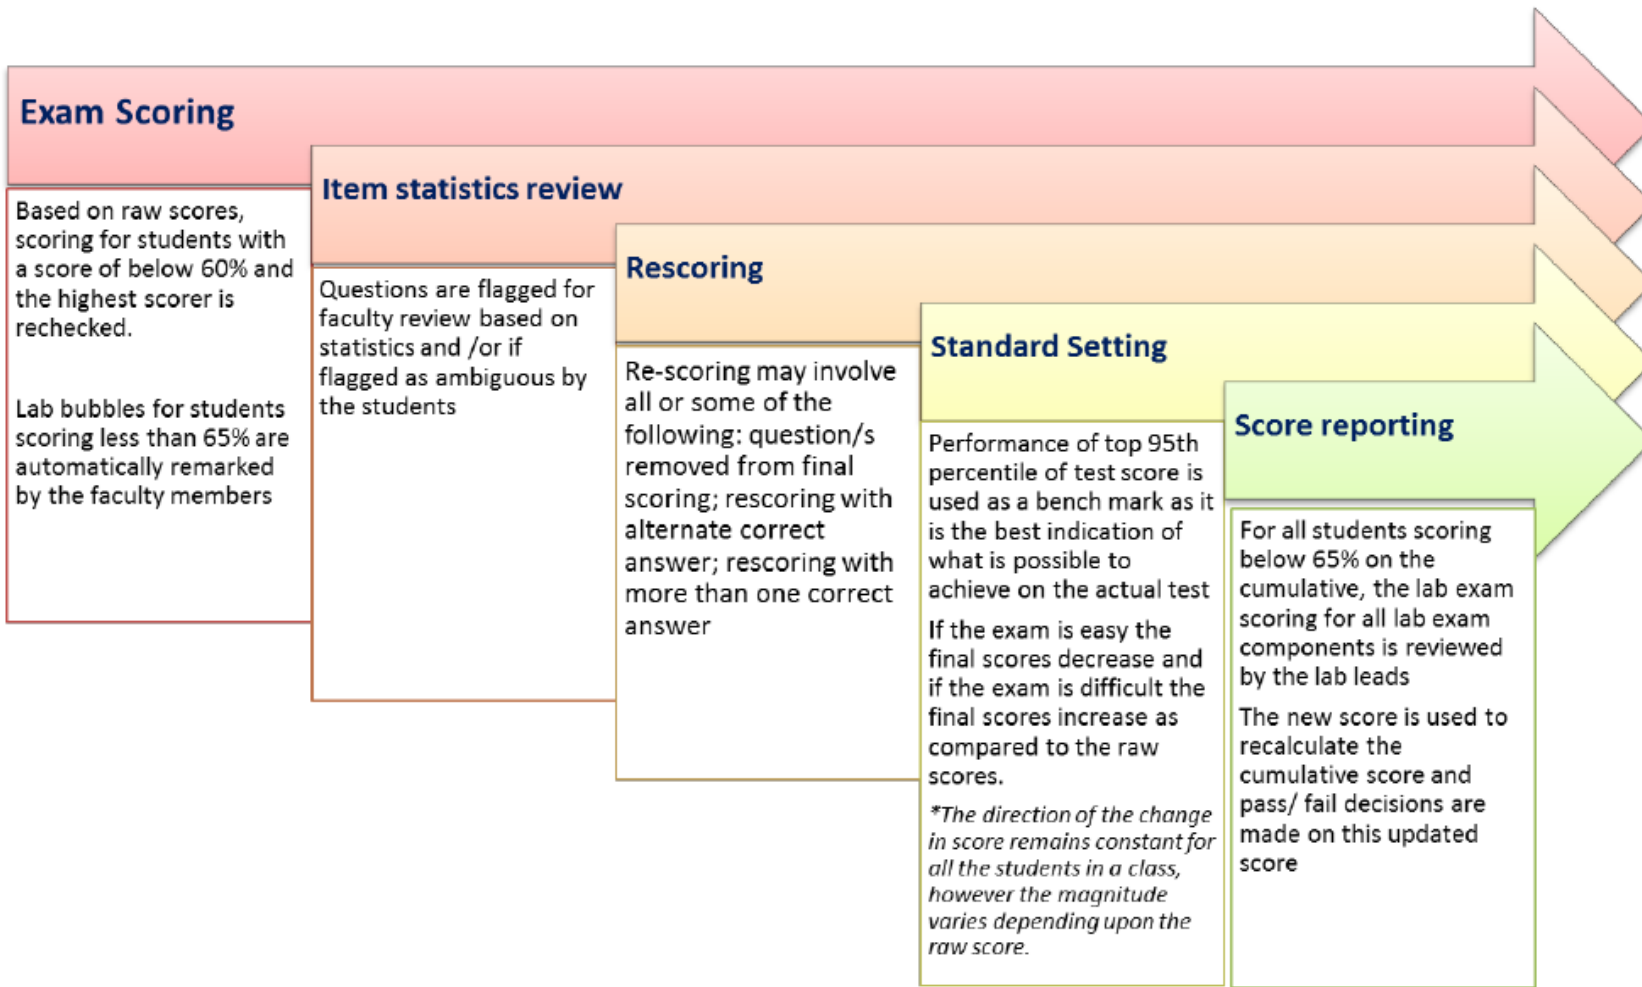 Exam Scoring
Based on raw scores,
scoring for students with
a score of below 60% and
the highest scorer is
rechecked.
Lab bubbles for students
scoring less than 65% are
automatically remarked
by the faculty members
Item statistics review
Questions are flagged for
faculty review based on
statistics and /or if
flagged as ambiguous by
the students
Rescoring
Re-scoring may involve
all or some of the
following: question/s
removed from final
scoring; rescoring with
alternate correct
answer; rescoring with
more than one correct
answer
Standard Setting
Performance of top 95th
percentile of test score is
used as a bench mark as it
is the best indication of
what is possible to
achieve on the actual test
If the exam is easy the
final scores decrease and
if the exam is difficult the
final scores increase as
compared to the raw
scores.
*The direction of the change
in score remains constant for
all the students in a class,
however the magnitude
varies depending upon the
raw score.
Score reporting
For all students scoring
below 65% on the
cumulative, the lab exam
scoring for all lab exam
components is reviewed
by the lab leads
The new score is used to
recalculate the
cumulative score and
pass/ fail decisions are
made on this updated
score